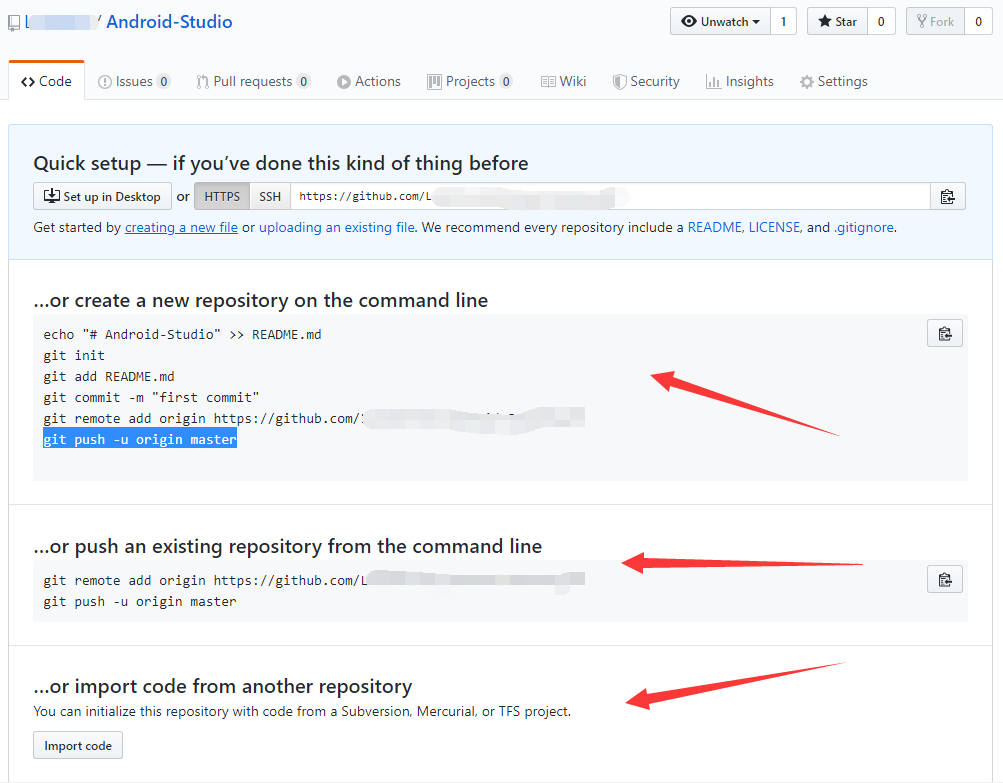 / Android-Studio
Unwatch 1 Star 0 Fork 0
Code Issues 0 Pull requests 0 Actions Projects 0 Wiki Security Insights Settings
Quick setup — if you’ve done this kind of thing before
Set up in Desktop or HTTPS SSH https://github.com/L
Get started by creating a new file or uploading an existing file. We recommend every repository include a README, LICENSE, and .gitignore.
…or create a new repository on the command line
echo "# Android-Studio" >> README.md
git init
git add README.md
git commit -m "first commit"
git remote add origin https://github.com/
git push -u origin master
…or push an existing repository from the command line
git remote add origin https://github.com/L
git push -u origin master
…or import code from another repository
You can initialize this repository with code from a Subversion, Mercurial, or TFS project.
Import code